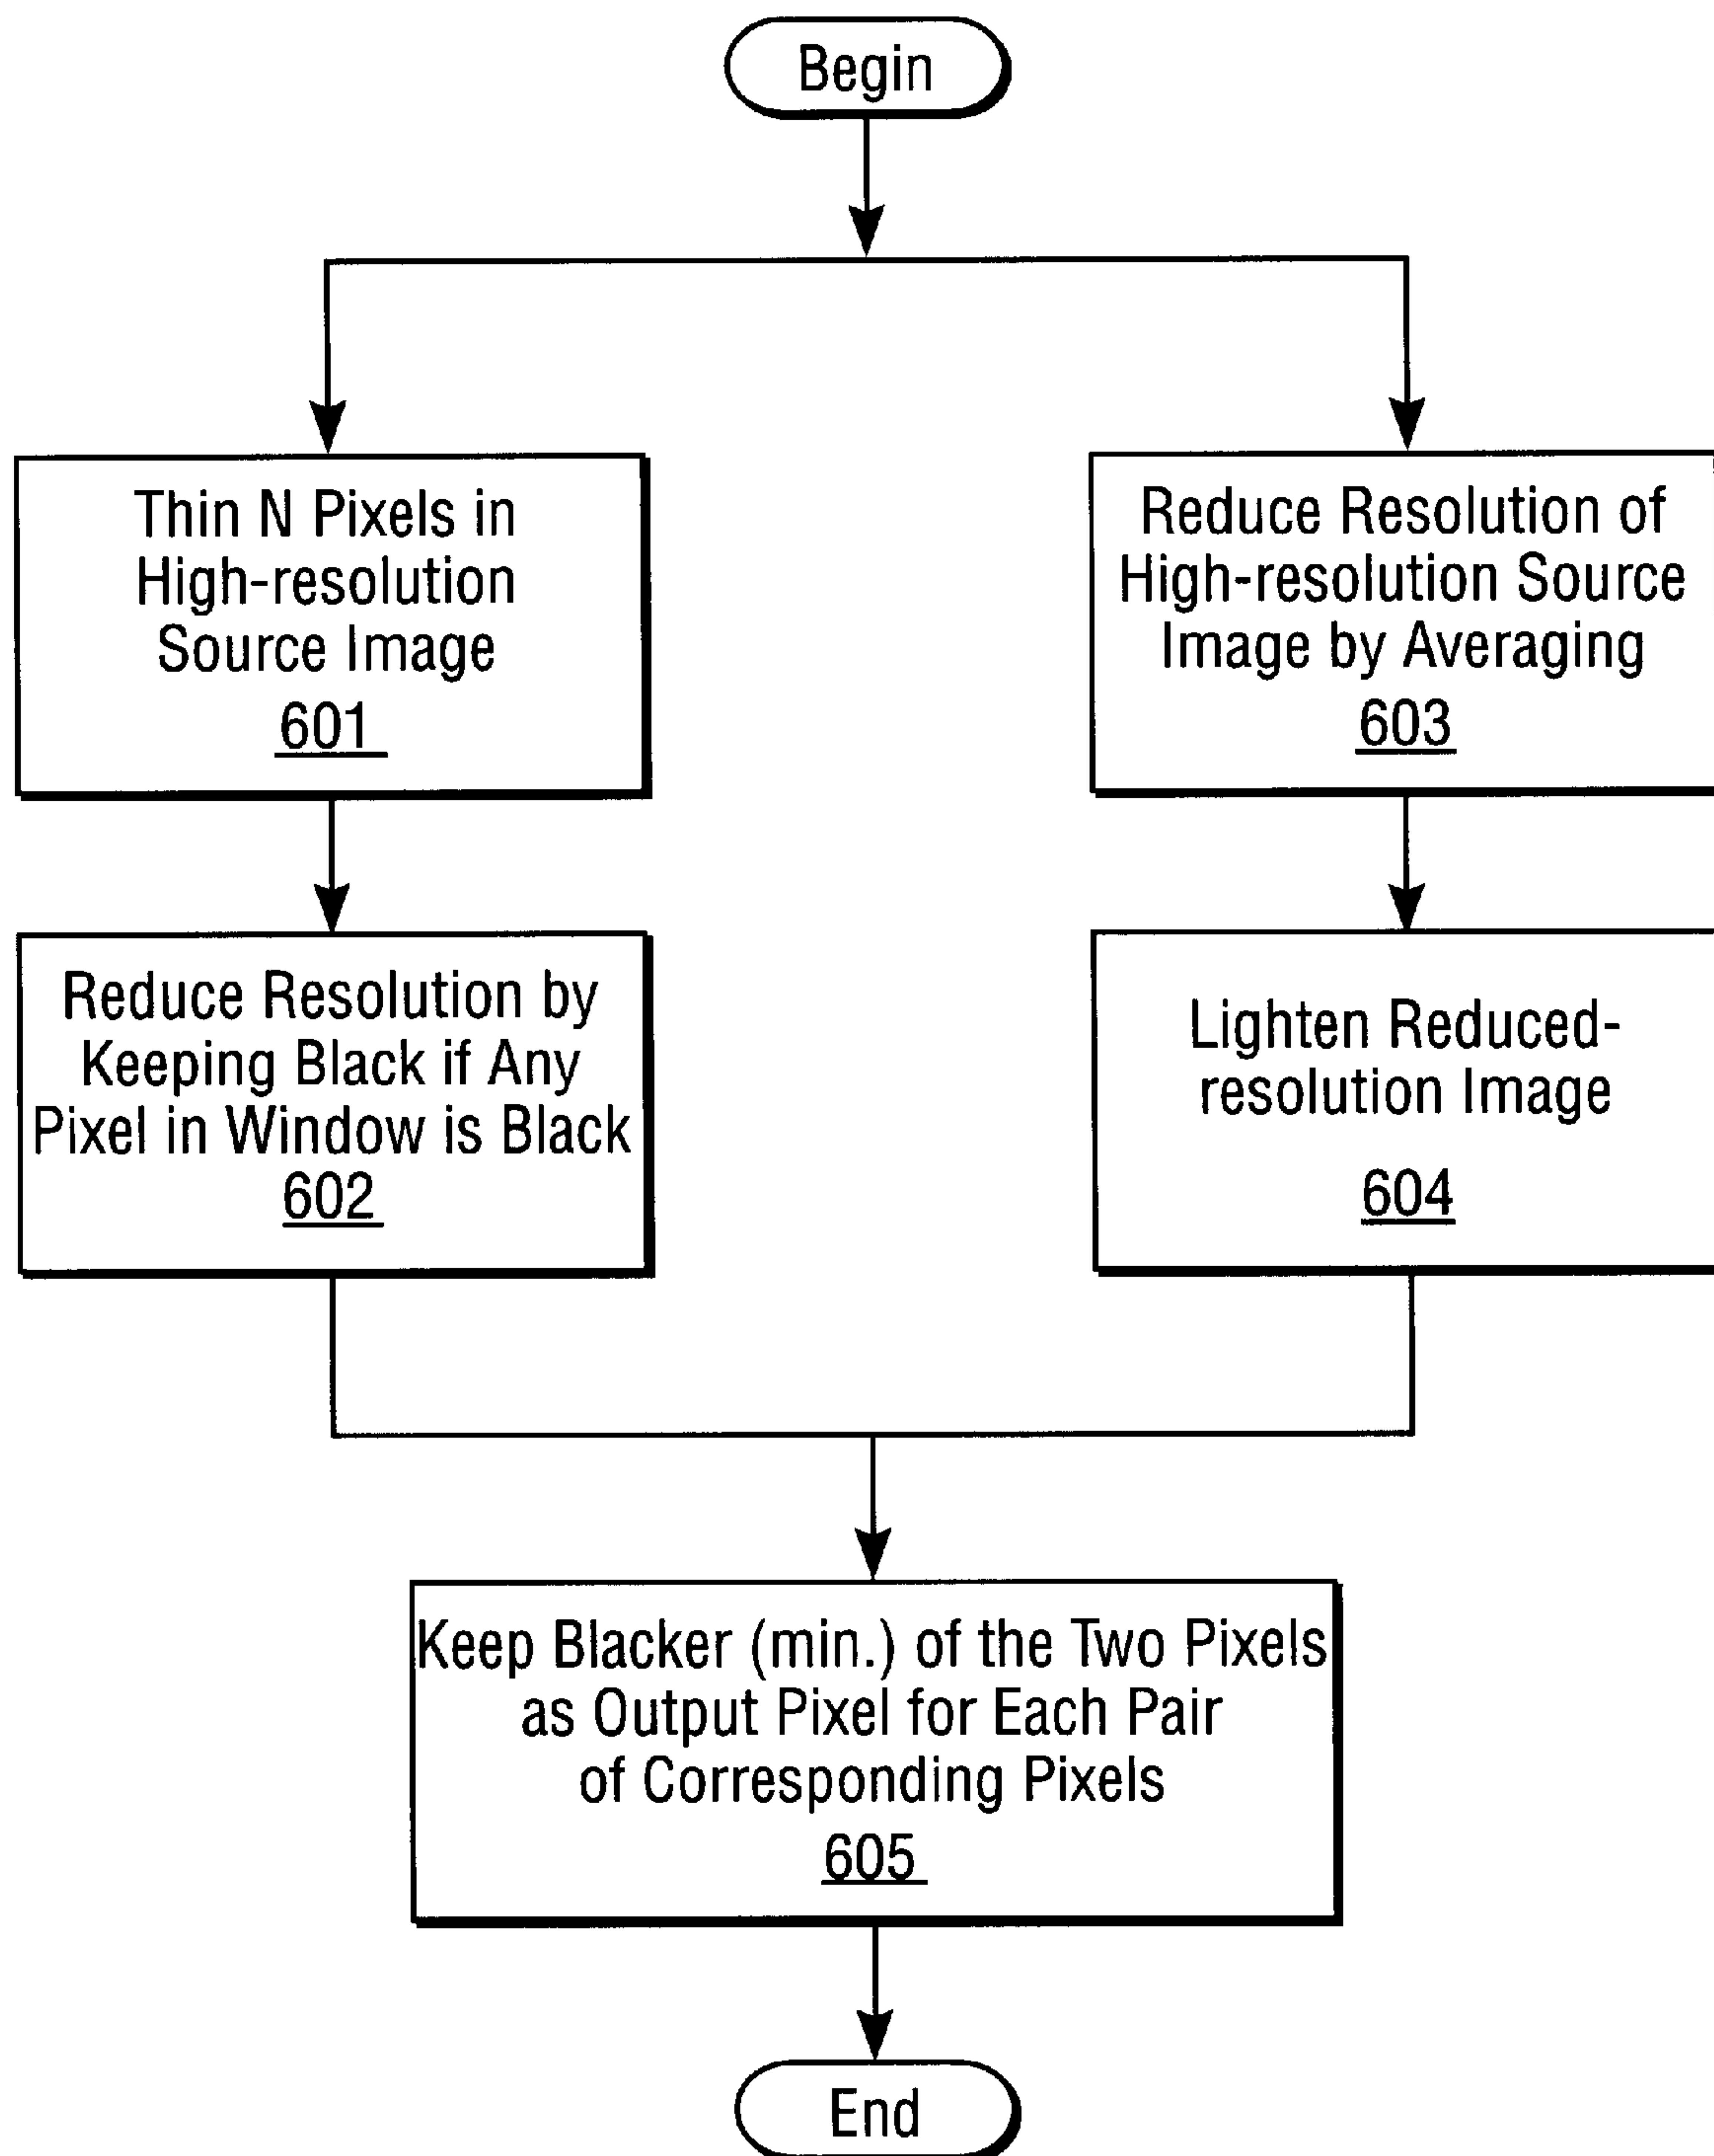 Begin
Thin N Pixels in
High-resolution
Source Image
601
Reduce Resolution of
High-resolution Source
Image by Averaging
603
Reduce Resolution by
Keeping Black if Any
Pixel in Window is Black
602
Lighten Reduced-
resolution Image
604
Keep Blacker (min.) of the Two Pixels
as Output Pixel for Each Pair
of Corresponding Pixels
605
End